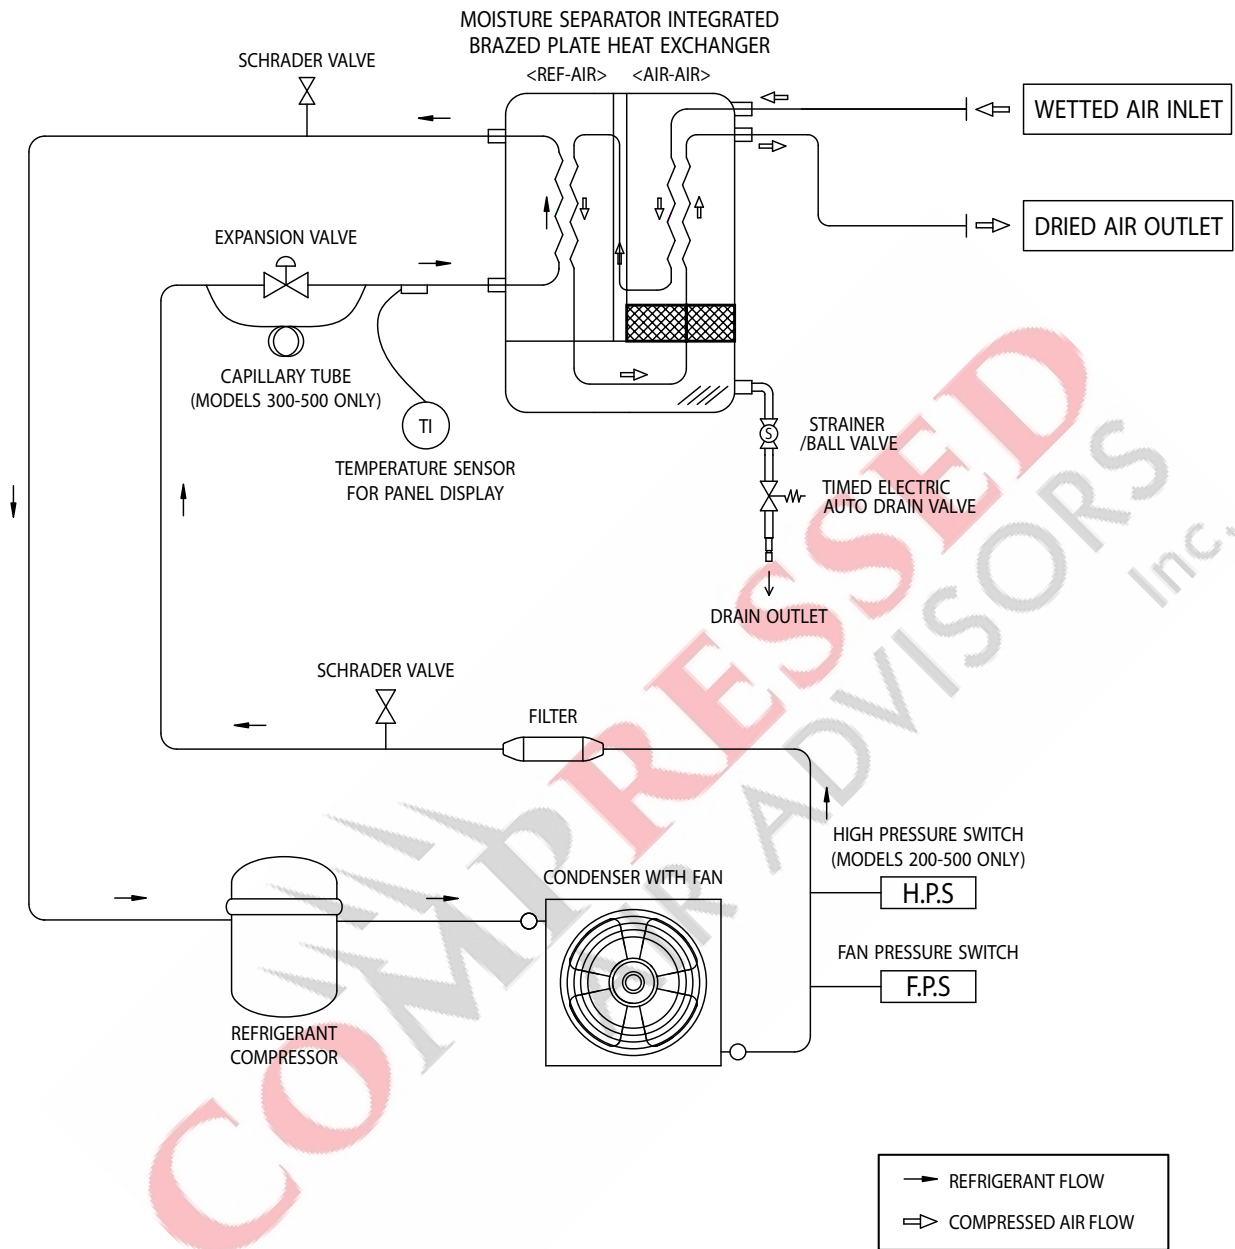 MOISTURE SEPARATOR INTEGRATED
BRAZED PLATE HEAT EXCHANGER
<REF-AIR> <AIR-AIR>
SCHRADER VALVE
WETTED AIR INLET
DRIED AIR OUTLET
EXPANSION VALVE
CAPILLARY TUBE
(MODELS 300-500 ONLY)
TI
TEMPERATURE SENSOR
FOR PANEL DISPLAY
S
STRAINER
/BALL VALVE
TIMED ELECTRIC
AUTO DRAIN VALVE
DRAIN OUTLET
SCHRADER VALVE
FILTER
HIGH PRESSURE SWITCH
(MODELS 200-500 ONLY)
H.P.S
CONDENSER WITH FAN
FAN PRESSURE SWITCH
F.P.S
REFRIGERANT
COMPRESSOR
REFRIGERANT FLOW
COMPRESSED AIR FLOW
COMPRESSED
AIR ADVISORS
Inc.